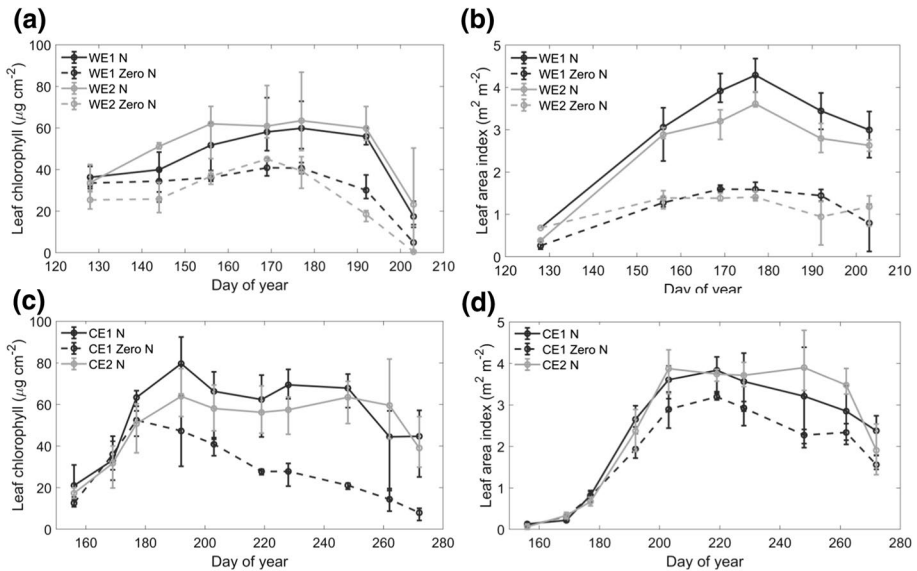 (a)
100
80
60
40
20
0
Leaf chlorophyll (μg cm⁻²)
WE1 N
WE1 Zero N
WE2 N
WE2 Zero N
120 130 140 150 160 170 180 190 200 210
Day of year
(b)
5
4
3
2
1
0
Leaf area index (m² m⁻²)
WE1 N
WE1 Zero N
WE2 N
WE2 Zero N
120 130 140 150 160 170 180 190 200 210
Day of year
(c)
100
80
60
40
20
0
Leaf chlorophyll (μg cm⁻²)
CE1 N
CE1 Zero N
CE2 N
160 180 200 220 240 260 280
Day of year
(d)
5
4
3
2
1
0
Leaf area index (m² m⁻²)
CE1 N
CE1 Zero N
CE2 N
160 180 200 220 240 260 280
Day of year